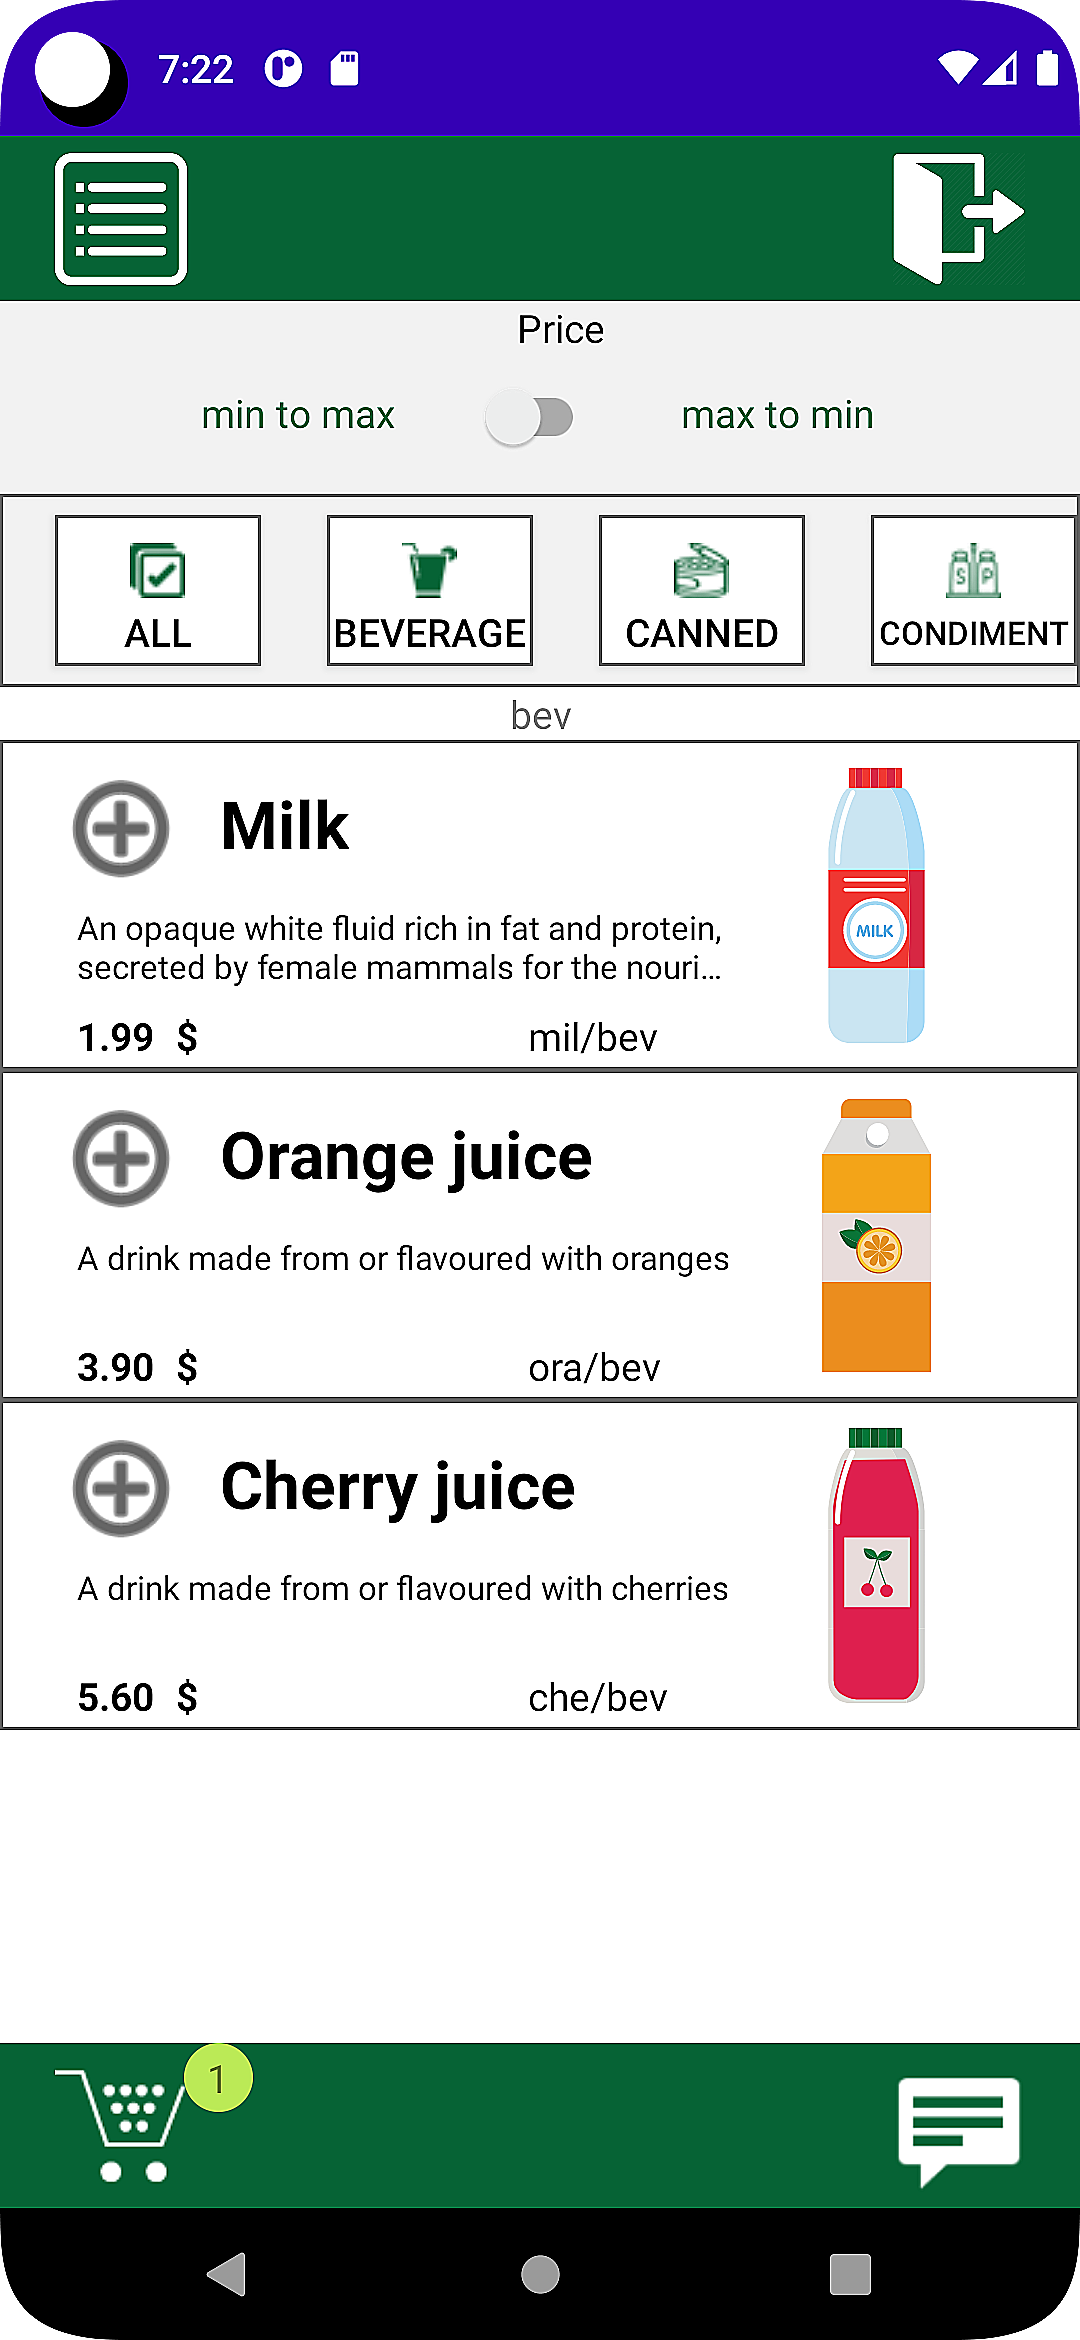 7:22
Price
min to max
max to min
ALL
BEVERAGE
CANNED
S P
CONDIMENT
bev
Milk
An opaque white fluid rich in fat and protein,
secreted by female mammals for the nouri...
1.99 $
mil/bev
MILK
Orange juice
A drink made from or flavoured with oranges
3.90 $
ora/bev
Cherry juice
A drink made from or flavoured with cherries
5.60 $
che/bev
1